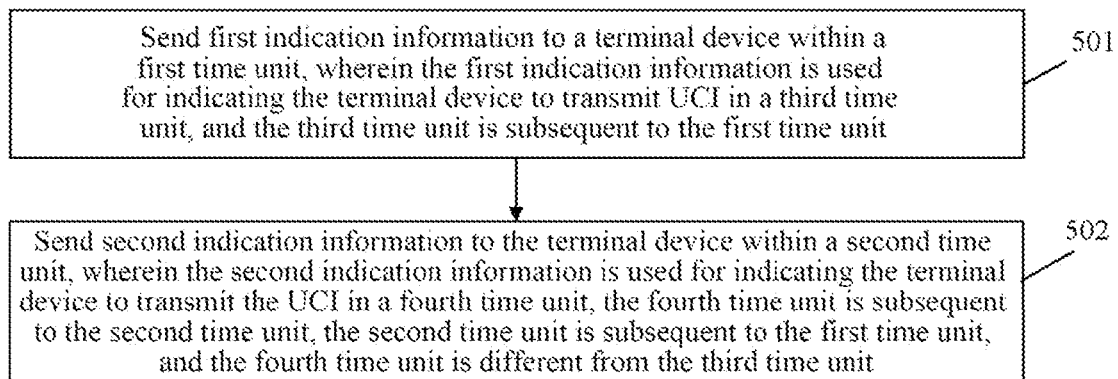 Send first indication information to a terminal device within a
first time unit, wherein the first indication information is used
for indicating the terminal device to transmit UCI in a third time
unit, and the third time unit is subsequent to the first time unit
501
Send second indication information to the terminal device within a second time
unit, wherein the second indication information is used for indicating the terminal
device to transmit the UCI in a fourth time unit, the fourth time unit is subsequent
to the second time unit, the second time unit is subsequent to the first time unit,
and the fourth time unit is different from the third time unit
502